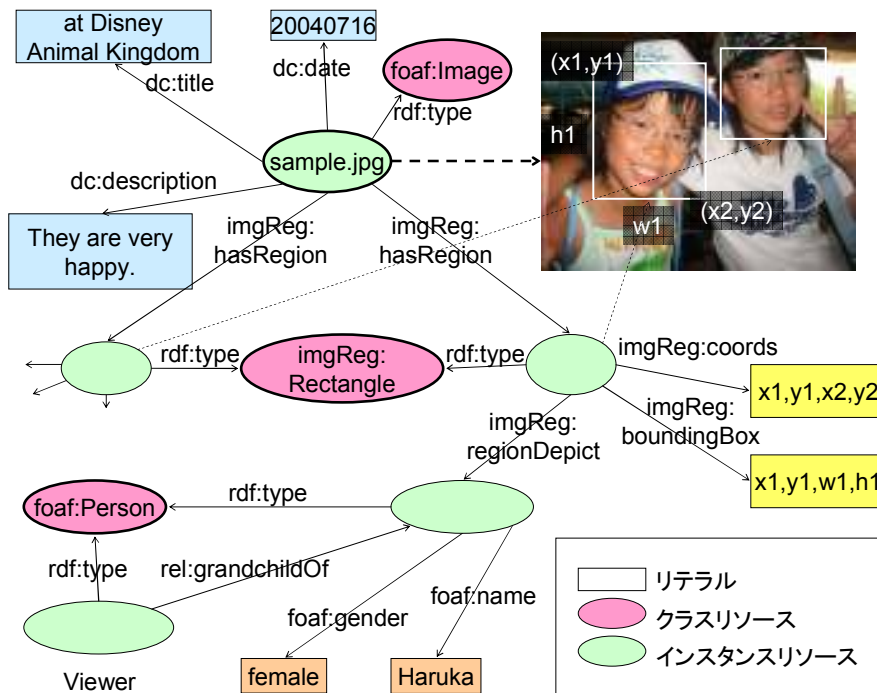 at Disney
Animal Kingdom
20040716
foaf:Image
dc:title
dc:date
rdf:type
sample.jpg
(x1,y1)
h1
w1
(x2,y2)
dc:description
They are very
happy.
imgReg:
hasRegion
imgReg:
hasRegion
rdf:type
imgReg:
Rectangle
rdf:type
imgReg:coords
x1,y1,x2,y2
imgReg:
boundingBox
x1,y1,w1,h1
imgReg:
regionDepict
foaf:Person
rdf:type
rdf:type
rel:grandchildOf
foaf:gender
foaf:name
Viewer
female
Haruka
リテラル
クラスリソース
インスタンスリソース